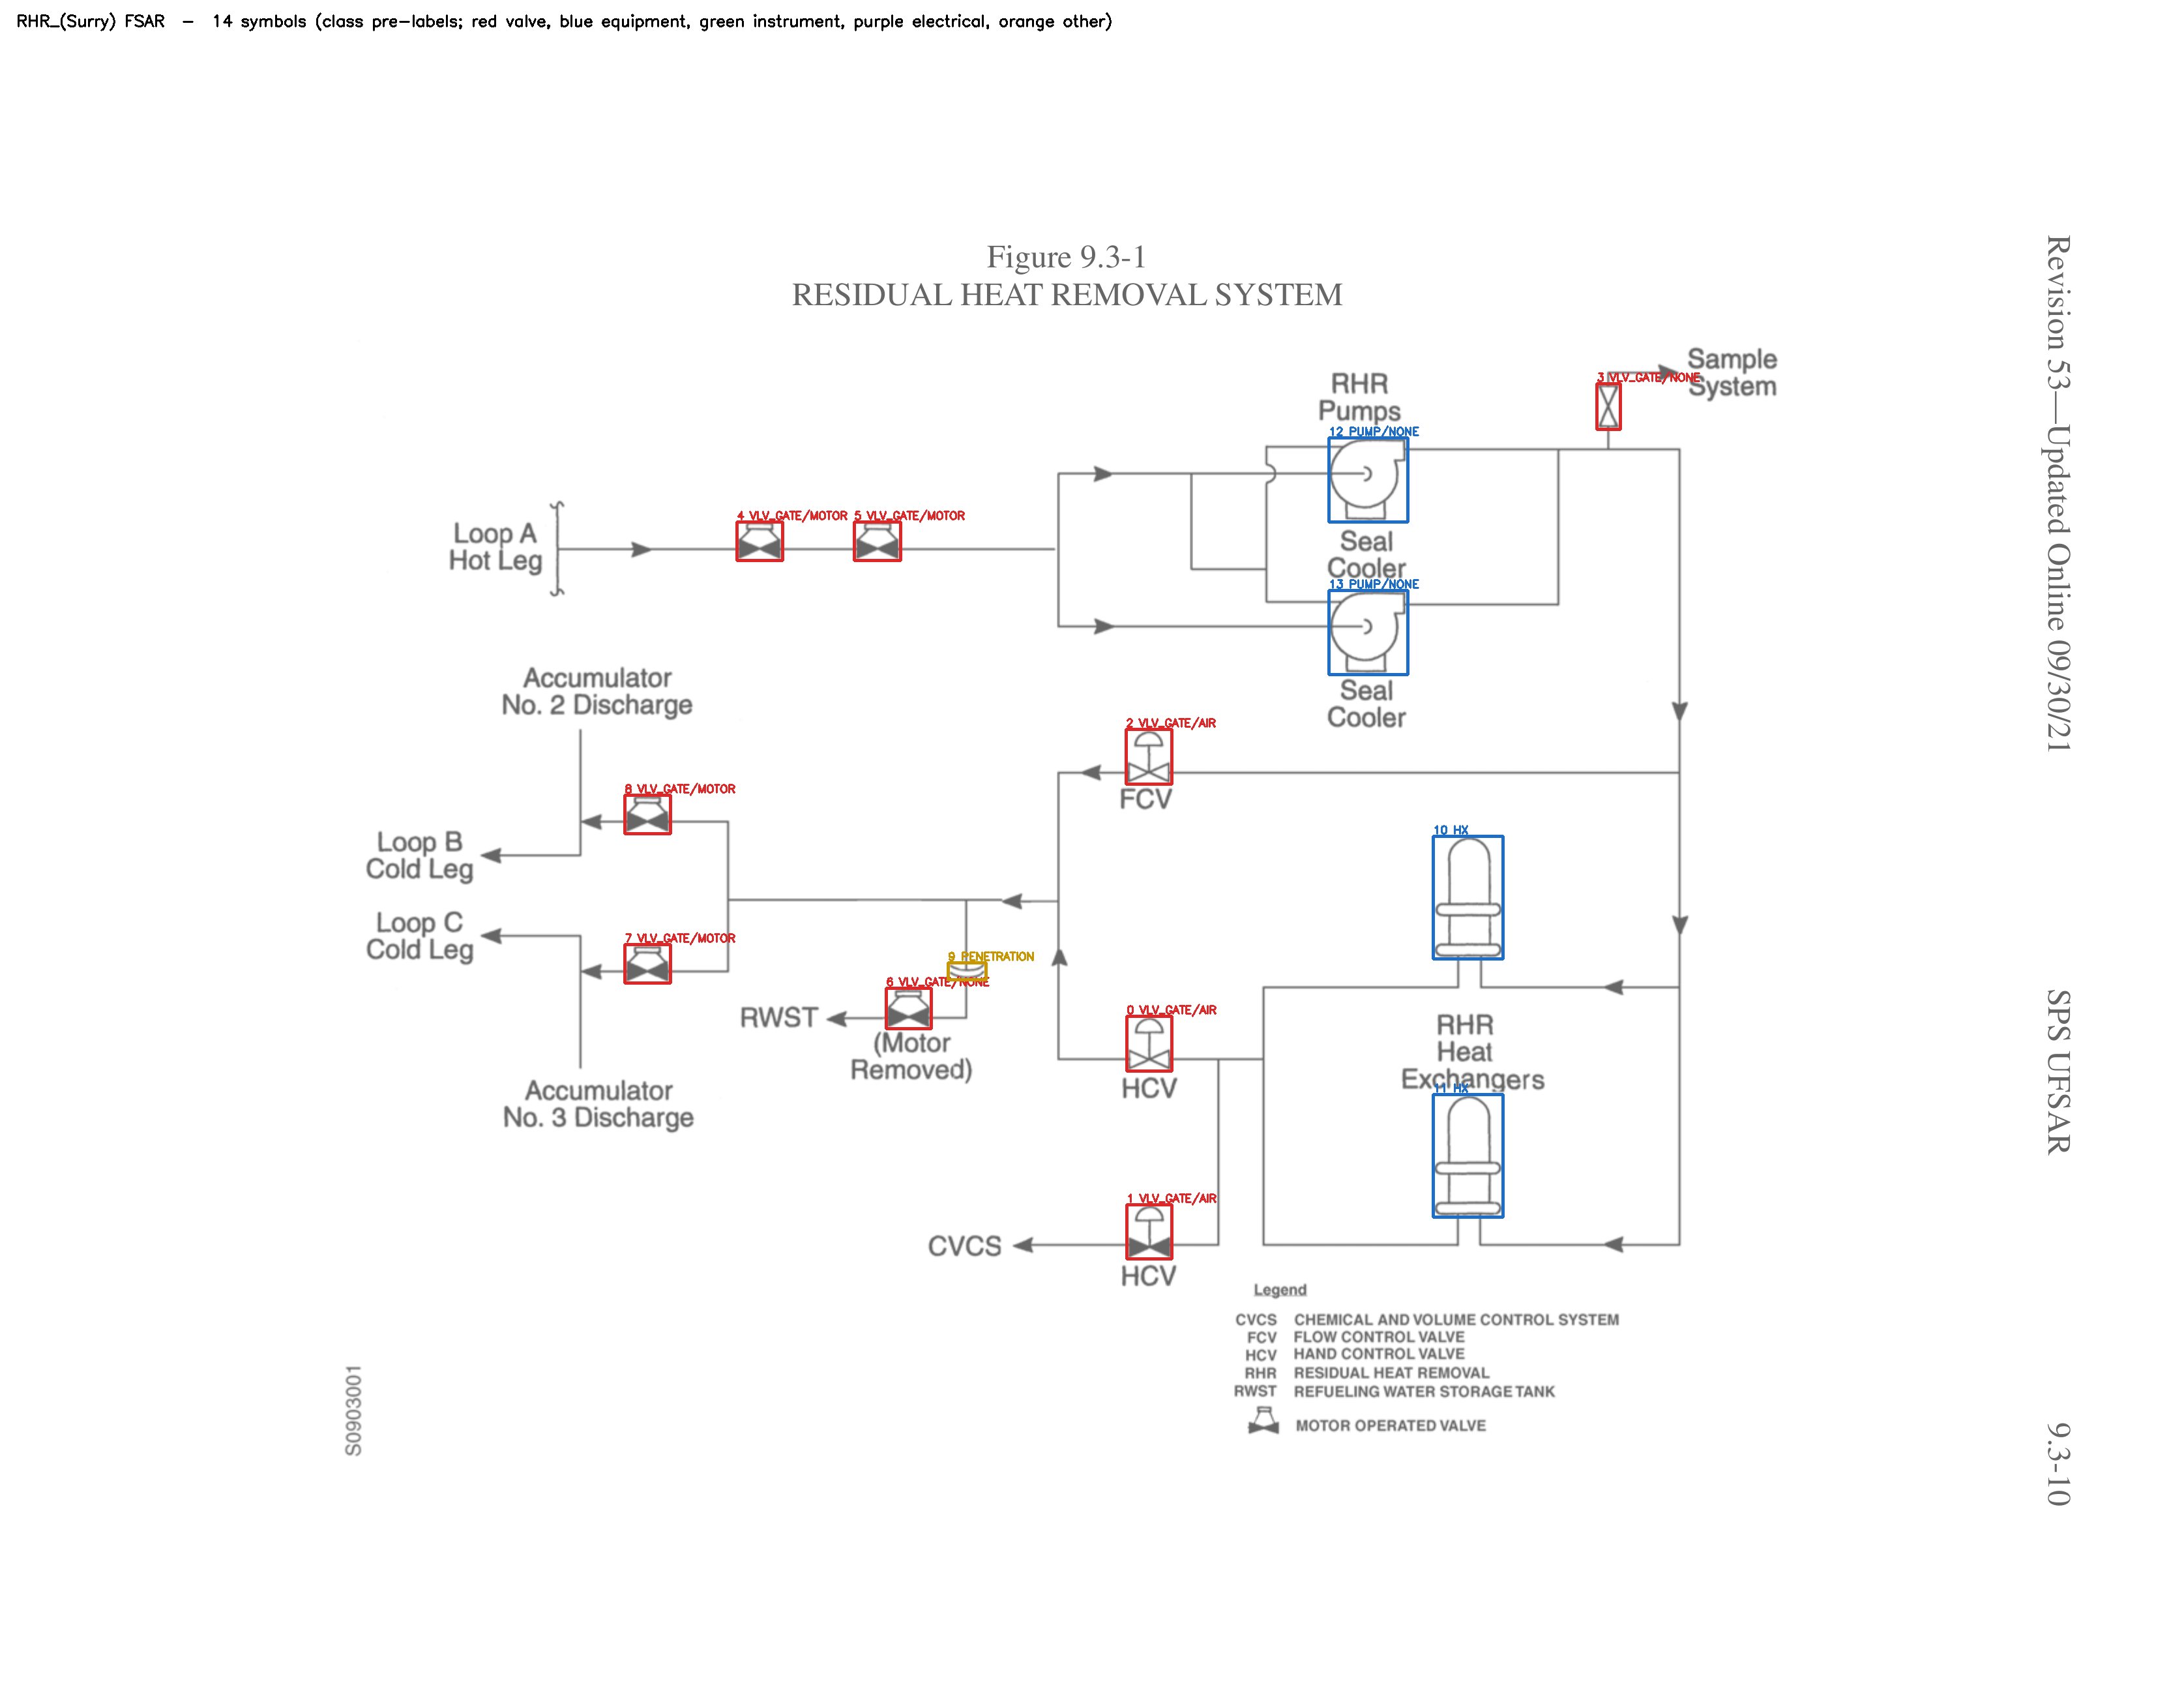 RHR_(Surry) FSAR - 14 symbols (class pre-labels; red valve, blue equipment, green instrument, purple electrical, orange other)
Figure 9.3-1
RESIDUAL HEAT REMOVAL SYSTEM
Revision 53—Updated Online 09/30/21
SPS UFSAR
9.3-10
Sample
System
3 VLV_GATE/NONE
RHR
Pumps
12 PUMP/NONE
Loop A
Hot Leg
4 VLV_GATE/MOTOR
5 VLV_GATE/MOTOR
Seal
Cooler
13 PUMP/NONE
Seal
Cooler
Accumulator
No. 2 Discharge
2 VLV_GATE/AIR
FCV
8 VLV_GATE/MOTOR
Loop B
Cold Leg
10 HX
Loop C
Cold Leg
7 VLV_GATE/MOTOR
9 PENETRATION
6 VLV_GATE/NONE
RWST
(Motor
Removed)
0 VLV_GATE/AIR
HCV
RHR
Heat
Exchangers
11 HX
Accumulator
No. 3 Discharge
1 VLV_GATE/AIR
CVCS
HCV
Legend
CVCS CHEMICAL AND VOLUME CONTROL SYSTEM
FCV FLOW CONTROL VALVE
HCV HAND CONTROL VALVE
RHR RESIDUAL HEAT REMOVAL
RWST REFUELING WATER STORAGE TANK
MOTOR OPERATED VALVE
S0903001